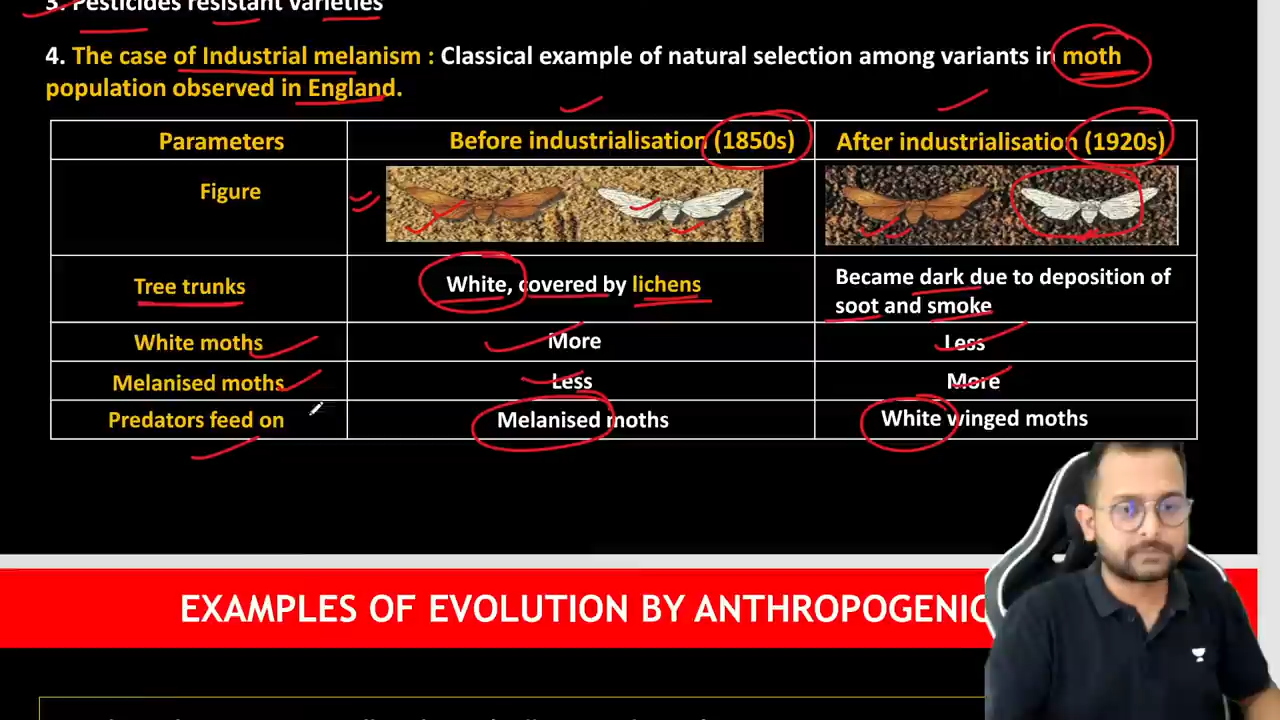 3. Pesticides resistant varieties
4. The case of Industrial melanism : Classical example of natural selection among variants in moth
population observed in England.
Parameters Before industrialisation (1850s) After industrialisation (1920s)
Figure
Tree trunks White, covered by lichens Became dark due to deposition of
soot and smoke
White moths More Less
Melanised moths Less More
Predators feed on Melanised moths White winged moths
EXAMPLES OF EVOLUTION BY ANTHROPOGENIC